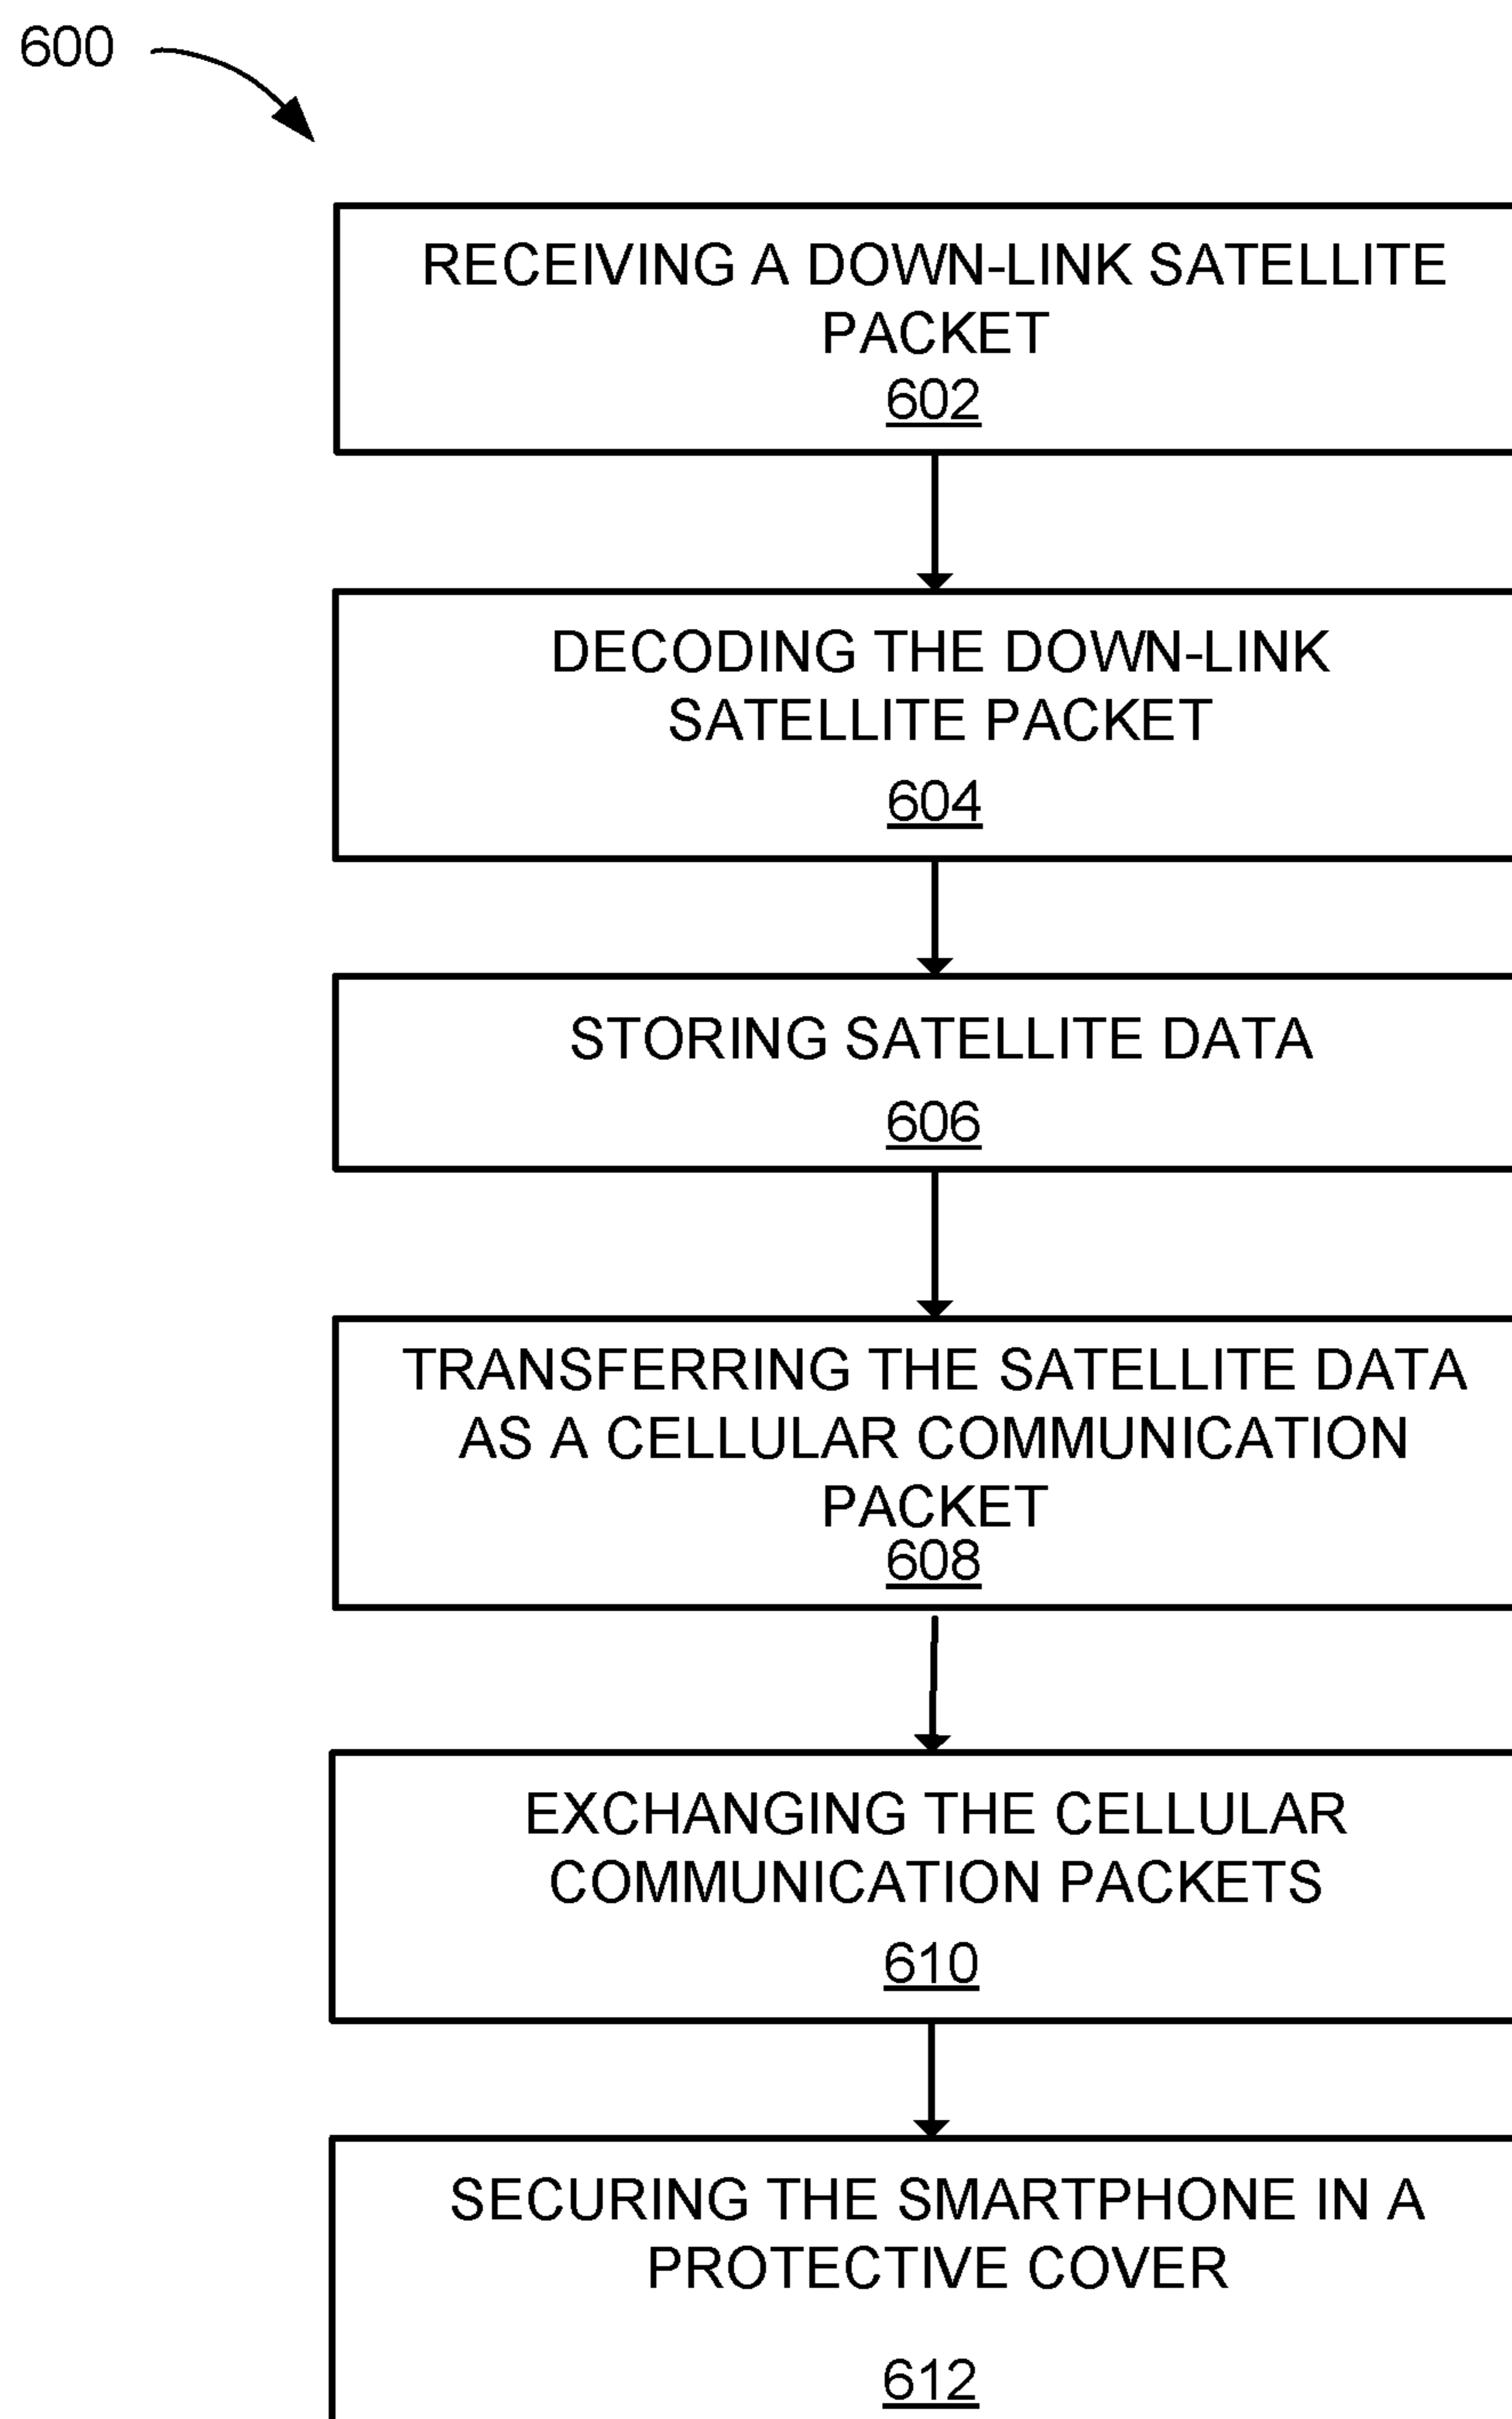 600
RECEIVING A DOWN-LINK SATELLITE
PACKET
602
DECODING THE DOWN-LINK
SATELLITE PACKET
604
STORING SATELLITE DATA
606
TRANSFERRING THE SATELLITE DATA
AS A CELLULAR COMMUNICATION
PACKET
608
EXCHANGING THE CELLULAR
COMMUNICATION PACKETS
610
SECURING THE SMARTPHONE IN A
PROTECTIVE COVER
612